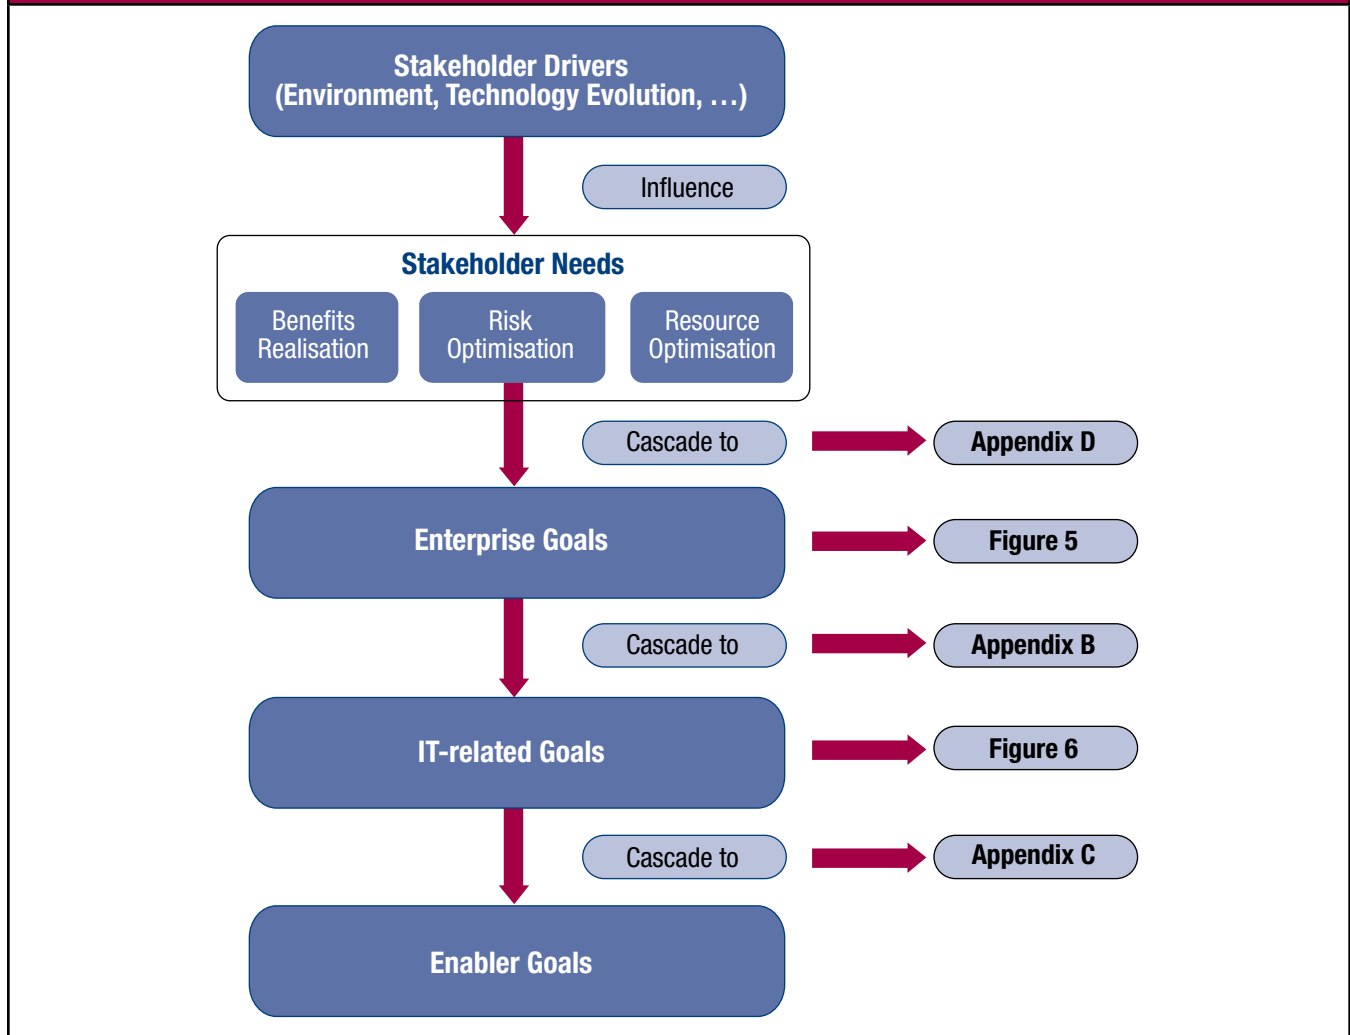 Stakeholder Drivers
(Environment, Technology Evolution, …)
Influence
Stakeholder Needs
Benefits
Realisation
Risk
Optimisation
Resource
Optimisation
Cascade to
Appendix D
Enterprise Goals
Figure 5
Cascade to
Appendix B
IT-related Goals
Figure 6
Cascade to
Appendix C
Enabler Goals